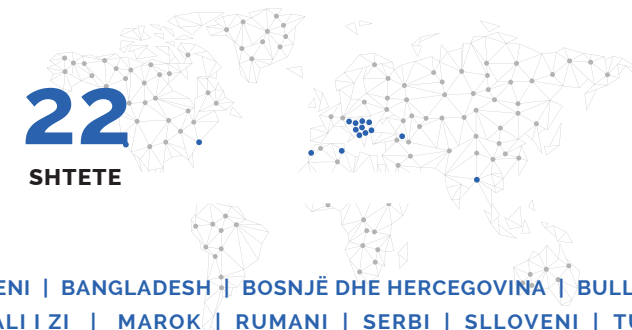 22
SHTETE
ENI | BANGLADESH | BOSNJË DHE HERCEGOVINA | BULL
ALI I ZI | MAROK | RUMANI | SERBI | SLLOVENI |